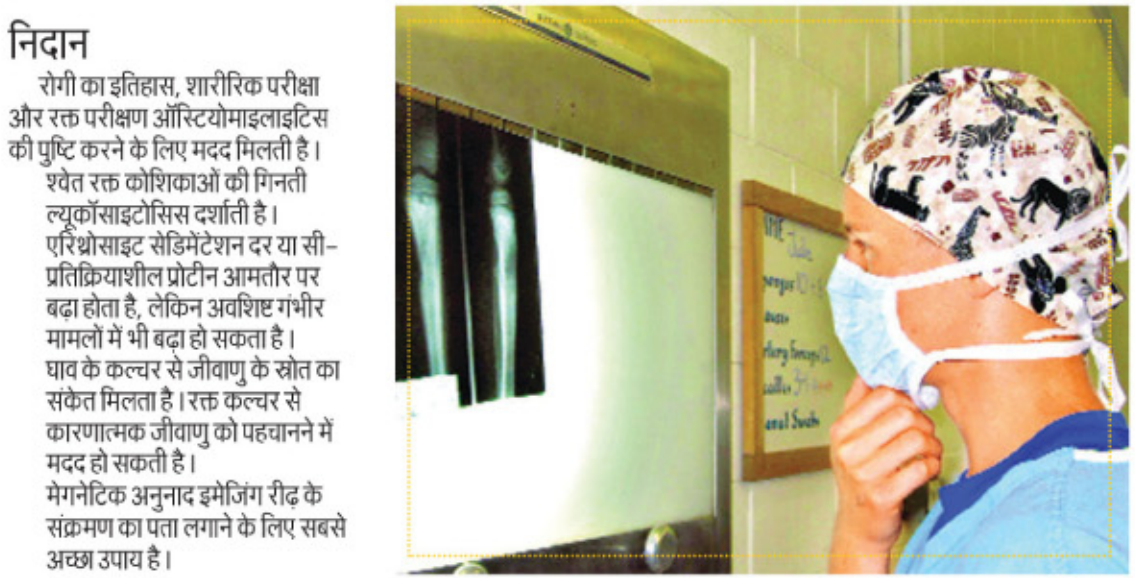 निदान
रोगी का इतिहास, शारीरिक परीक्षा
और रक्त परीक्षण ऑस्टियोमाइलाइटिस
की पुष्टि करने के लिए मदद मिलती है ।
श्वेत रक्त कोशिकाओं की गिनती
ल्यूकॉसाइटोसिस दर्शाती है ।
एरिथ्रोसाइट सेडिमेंटेशन दर या सी-
प्रतिक्रियाशील प्रोटीन आमतौर पर
बढ़ा होता है, लेकिन अवशिष्ट गंभीर
मामलों में भी बढ़ा हो सकता है ।
घाव के कल्चर से जीवाणु के स्रोत का
संकेत मिलता है । रक्त कल्चर से
कारणात्मक जीवाणु को पहचानने में
मदद हो सकती है ।
मेगनेटिक अनुनाद इमेजिंग रीढ़ के
संक्रमण का पता लगाने के लिए सबसे
अच्छा उपाय है ।